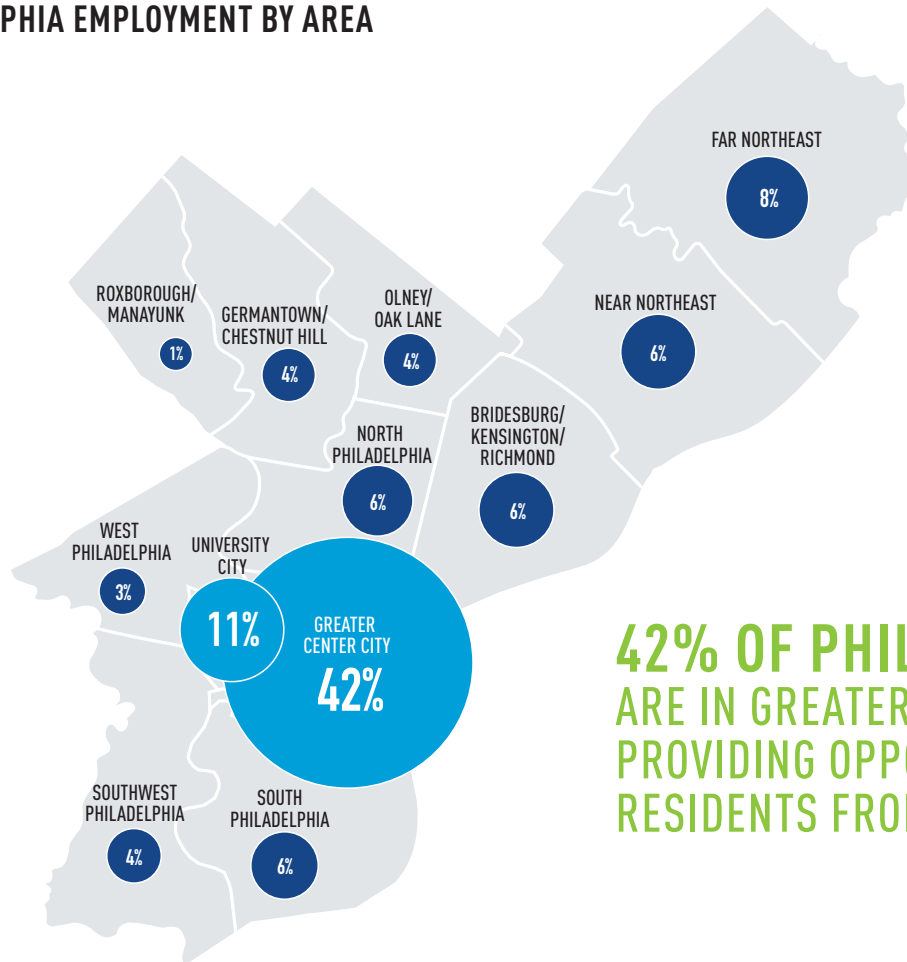 PHIA EMPLOYMENT BY AREA
FAR NORTHEAST
8%
ROXBOROUGH/
MANAYUNK
1%
GERMANTOWN/
CHESTNUT HILL
4%
OLNEY/
OAK LANE
4%
NEAR NORTHEAST
6%
NORTH
PHILADELPHIA
6%
BRIDESBURG/
KENSINGTON/
RICHMOND
6%
WEST
PHILADELPHIA
3%
UNIVERSITY
CITY
11%
GREATER
CENTER CITY
42%
42% OF PHIL
ARE IN GREATER
PROVIDING OPPO
RESIDENTS FRO
SOUTHWEST
PHILADELPHIA
4%
SOUTH
PHILADELPHIA
6%